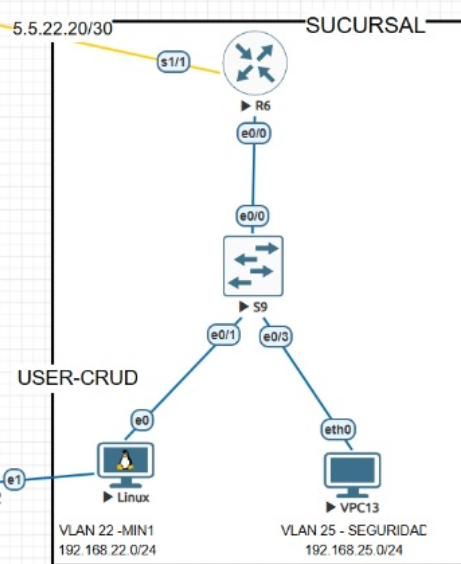 5.5.22.20/30
SUCURSAL
s1/1
R6
e0/0
e0/0
S9
e0/1
e0/3
USER-CRUD
e0
eth0
e1
Linux
VPC13
VLAN 22 -MIN1
192.168.22.0/24
VLAN 25 - SEGURIDAD
192.168.25.0/24